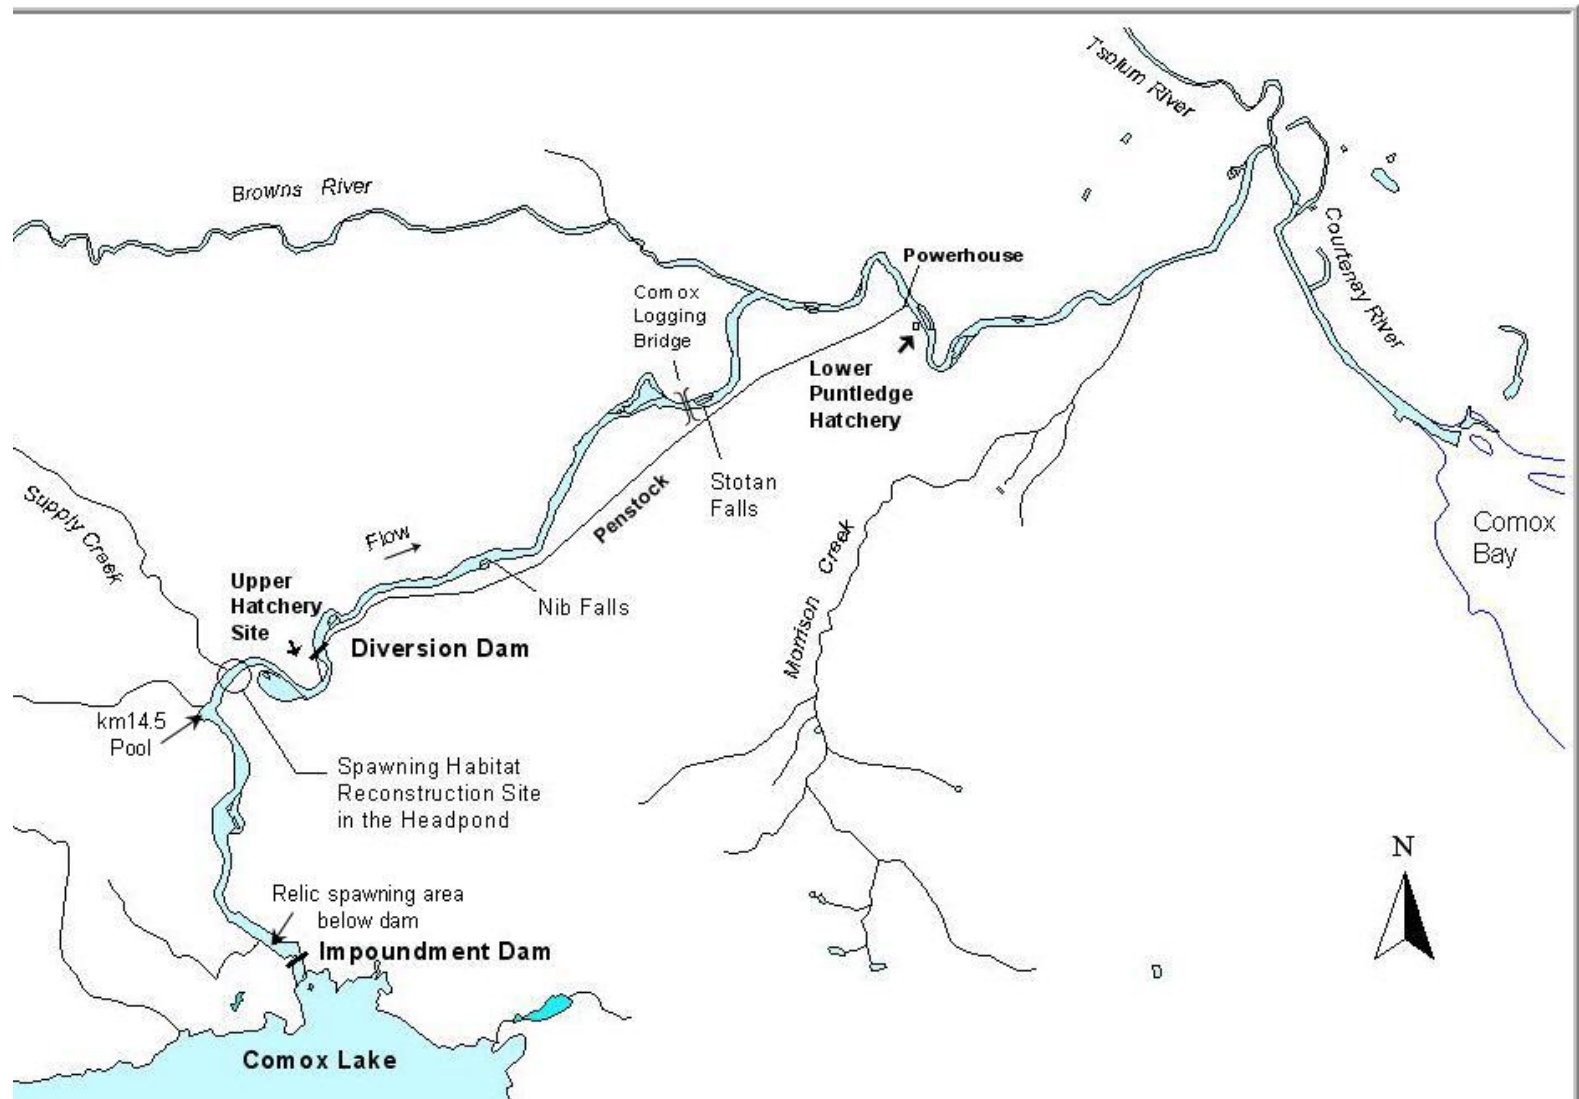 Tsolum River
Browns River
Courtenay River
Powerhouse
Comox
Logging
Bridge
Lower
Puntledge
Hatchery
Stotan
Falls
Penstock
Supply Creek
Flow
Comox
Bay
Morrison Creek
Upper
Hatchery
Site
Nib Falls
Diversion Dam
km14.5
Pool
Spawning Habitat
Reconstruction Site
in the Headpond
N
Relic spawning area
below dam
Impoundment Dam
Comox Lake